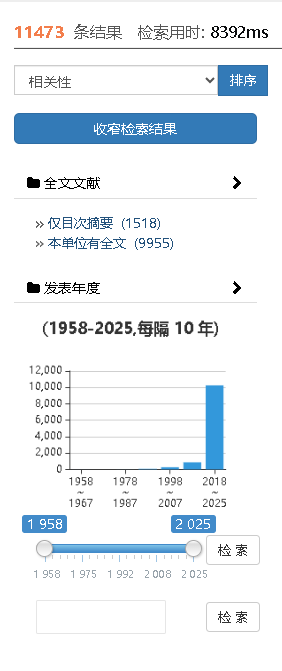 11473 条结果 检索用时: 8392ms
相关性 排序
收窄检索结果
全文文献
» 仅目次摘要 (1518)
» 本单位有全文 (9955)
发表年度
(1958-2025,每隔 10 年)
12,000
10,000
8,000
6,000
4,000
2,000
0
1958 1978 1998 2018
~ ~ ~ ~
1967 1987 2007 2025
1 958 2 025
检 索
1 958 1 975 1 992 2 008 2 025
检 索